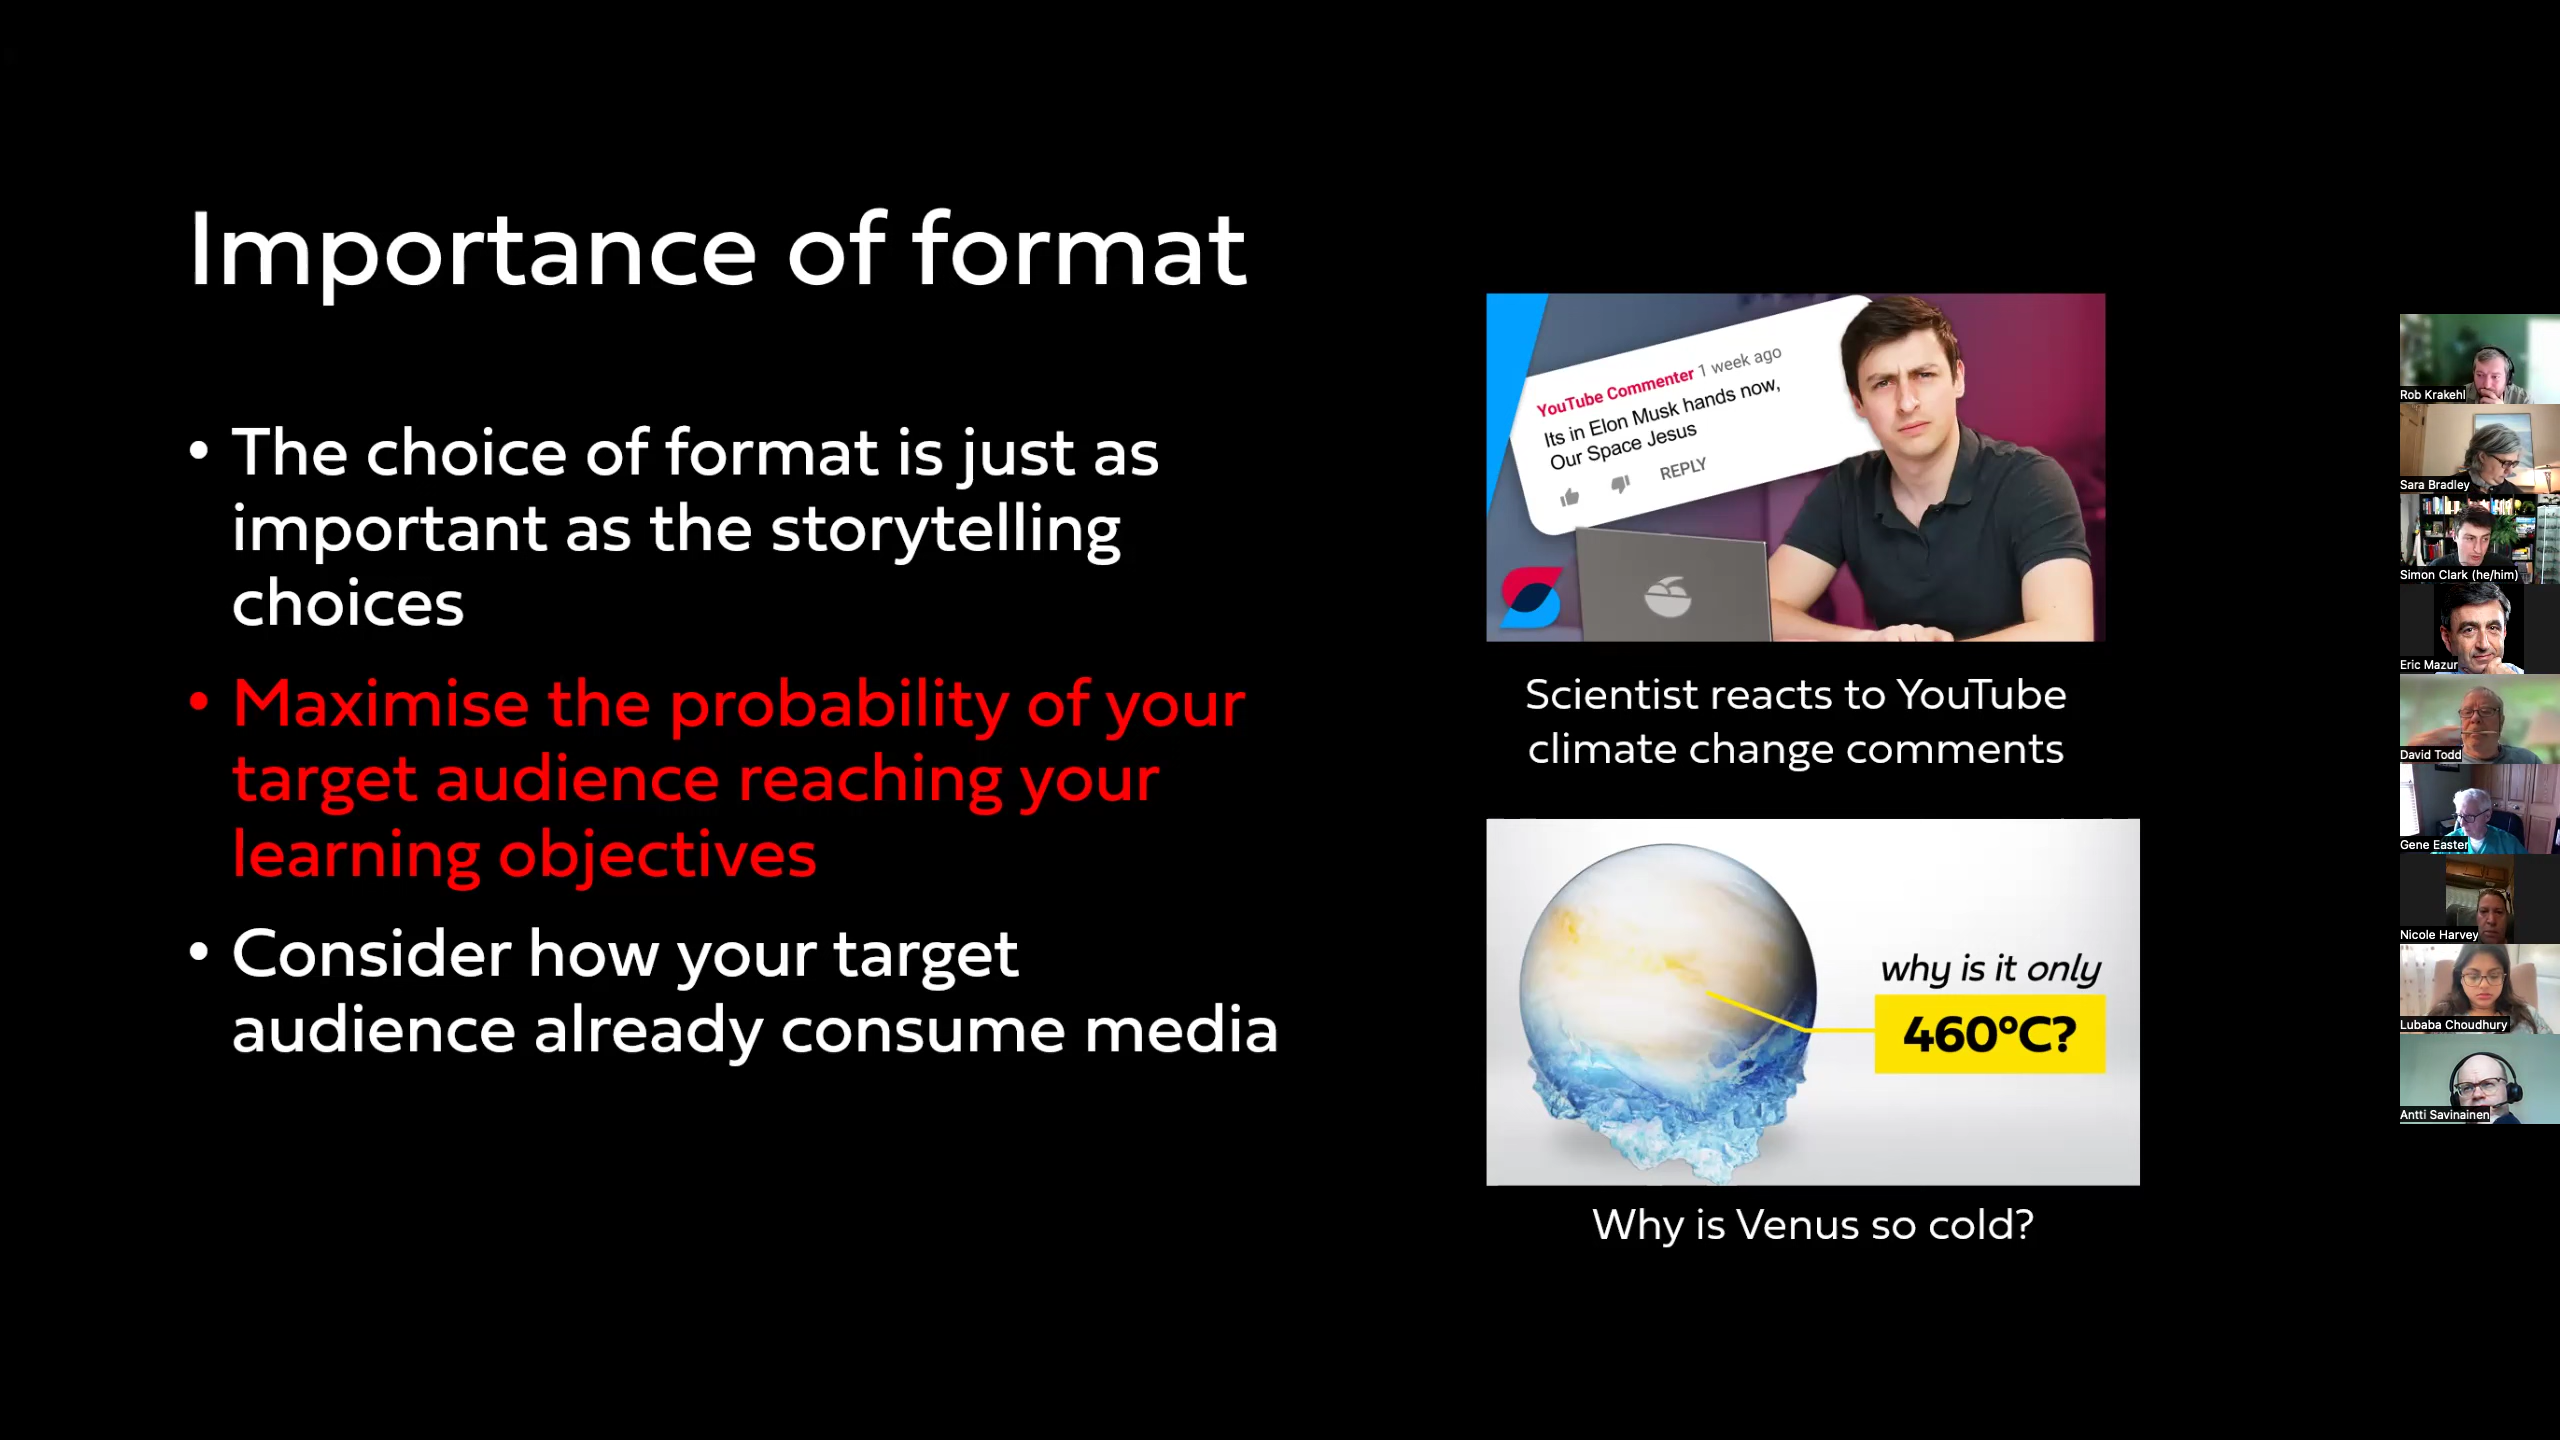 Importance of format
• The choice of format is just as
important as the storytelling
choices
• Maximise the probability of your
target audience reaching your
learning objectives
• Consider how your target
audience already consume media
YouTube Commenter 1 week ago
Its in Elon Musk hands now,
Our Space Jesus
REPLY
Scientist reacts to YouTube
climate change comments
why is it only
460°C?
Why is Venus so cold?
Rob Krakehl
Sara Bradley
Simon Clark (he/him)
Eric Mazur
David Todd
Gene Easter
Nicole Harvey
Lubaba Choudhury
Antti Savinainen